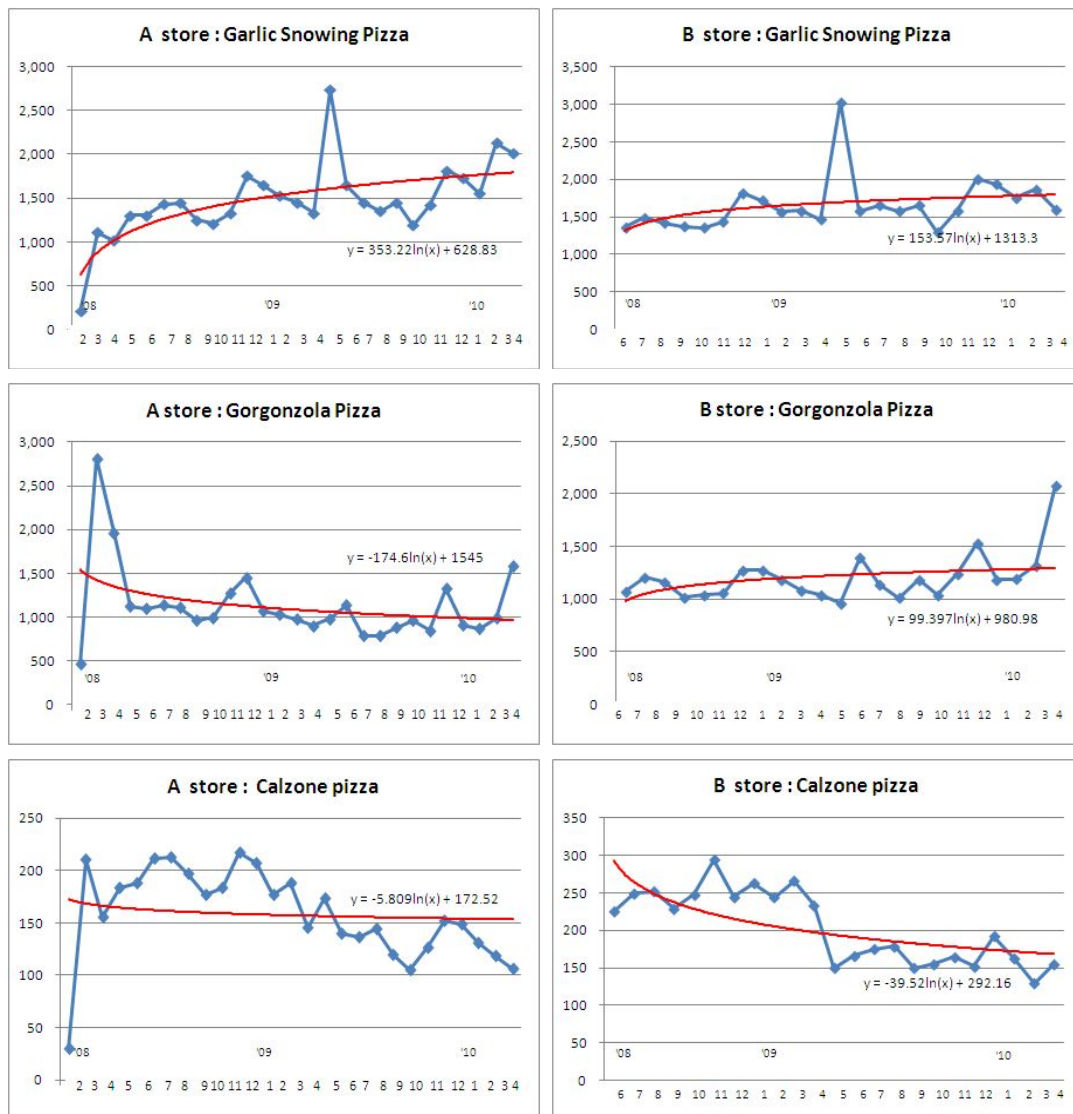 A store : Garlic Snowing Pizza
3,000
2,500
2,000
1,500
1,000
500
0
y = 353.22ln(x) + 628.83
'08 '09 '10
2 3 4 5 6 7 8 9 10 11 12 1 2 3 4 5 6 7 8 9 10 11 12 1 2 3 4
B store : Garlic Snowing Pizza
3,500
3,000
2,500
2,000
1,500
1,000
500
0
y = 153.57ln(x) + 1313.3
'08 '09 '10
6 7 8 9 10 11 12 1 2 3 4 5 6 7 8 9 10 11 12 1 2 3 4
A store : Gorgonzola Pizza
3,000
2,500
2,000
1,500
1,000
500
0
y = -174.6ln(x) + 1545
'08 '09 '10
2 3 4 5 6 7 8 9 10 11 12 1 2 3 4 5 6 7 8 9 10 11 12 1 2 3 4
B store : Gorgonzola Pizza
2,500
2,000
1,500
1,000
500
0
y = 99.397ln(x) + 980.98
'08 '09 '10
6 7 8 9 10 11 12 1 2 3 4 5 6 7 8 9 10 11 12 1 2 3 4
A store : Calzone pizza
250
200
150
100
50
0
y = -5.809ln(x) + 172.52
'08 '09 '10
2 3 4 5 6 7 8 9 10 11 12 1 2 3 4 5 6 7 8 9 10 11 12 1 2 3 4
B store : Calzone pizza
350
300
250
200
150
100
50
0
y = -39.52ln(x) + 292.16
'08 '09 '10
6 7 8 9 10 11 12 1 2 3 4 5 6 7 8 9 10 11 12 1 2 3 4